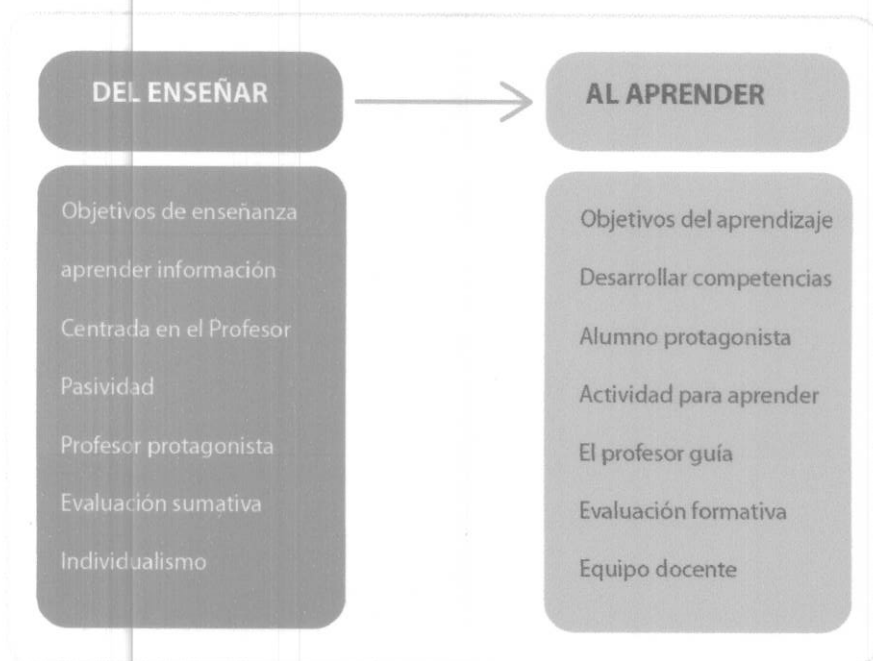 DEL ENSEÑAR
Objetivos de enseñanza
aprender información
Centrada en el Profesor
Pasividad
Profesor protagonista
Evaluación sumativa
Individualismo
AL APRENDER
Objetivos del aprendizaje
Desarrollar competencias
Alumno protagonista
Actividad para aprender
El profesor guía
Evaluación formativa
Equipo docente